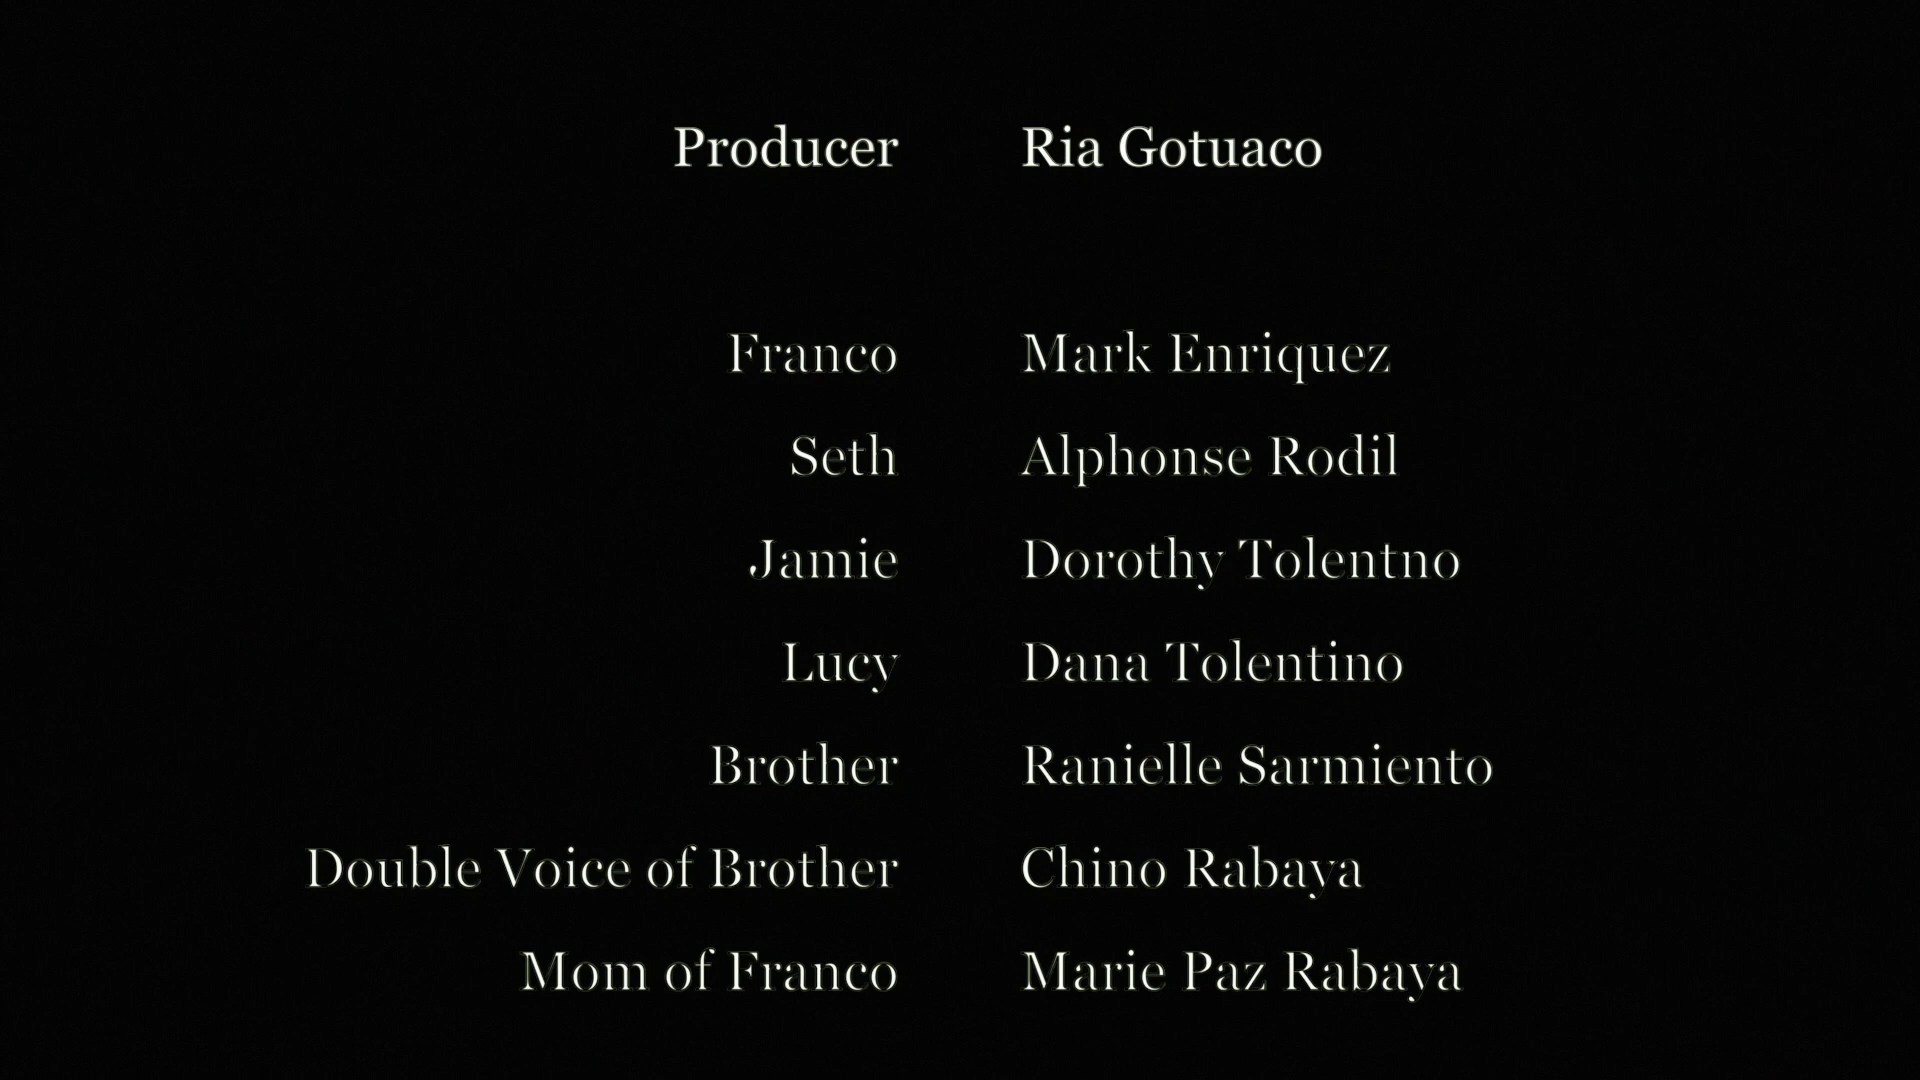 Producer Ria Gotuaco
Franco Mark Enriquez
Seth Alphonse Rodil
Jamie Dorothy Tolentno
Lucy Dana Tolentino
Brother Ranielle Sarmiento
Double Voice of Brother Chino Rabaya
Mom of Franco Marie Paz Rabaya